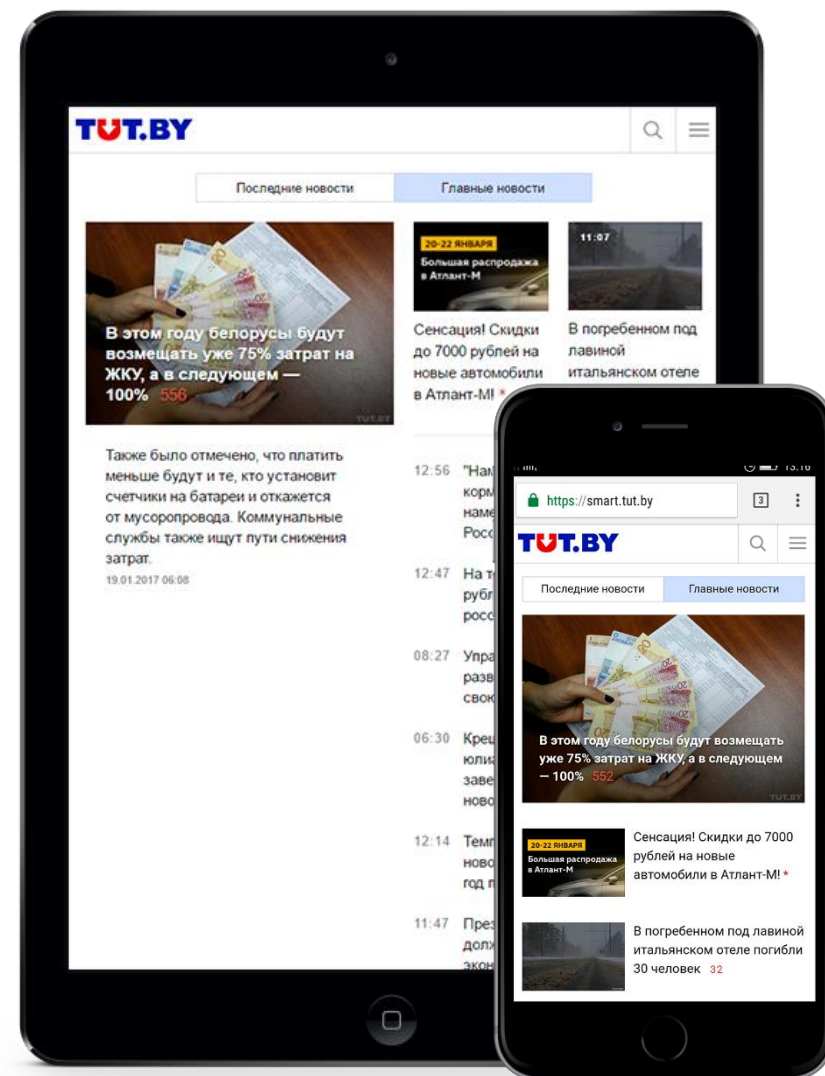 TUT.BY
Последние новости
Главные новости
В этом году белорусы будут
возмещать уже 75% затрат на
ЖКУ, а в следующем —
100% 556
TUT.BY
Также было отмечено, что платить
меньше будут и те, кто установит
счетчики на батареи и откажется
от мусоропровода. Коммунальные
службы также ищут пути снижения
затрат.
19.01.2017 06:08
20-22 ЯНВАРЯ
Большая распродажа
в Атлант-М
Сенсация! Скидки
до 7000 рублей на
новые автомобили
в Атлант-М! *
11:07
В погребенном под
лавиной
итальянском отеле
12:56
12:47
08:27
06:30
12:14
11:47
13:16
https://smart.tut.by
3
TUT.BY
Последние новости
Главные новости
В этом году белорусы будут возмещать
уже 75% затрат на ЖКУ, а в следующем
— 100% 552
TUT.BY
20-22 ЯНВАРЯ
Большая распродажа
в Атлант-М
Сенсация! Скидки до 7000
рублей на новые
автомобили в Атлант-М! *
В погребенном под лавиной
итальянском отеле погибли
30 человек 32